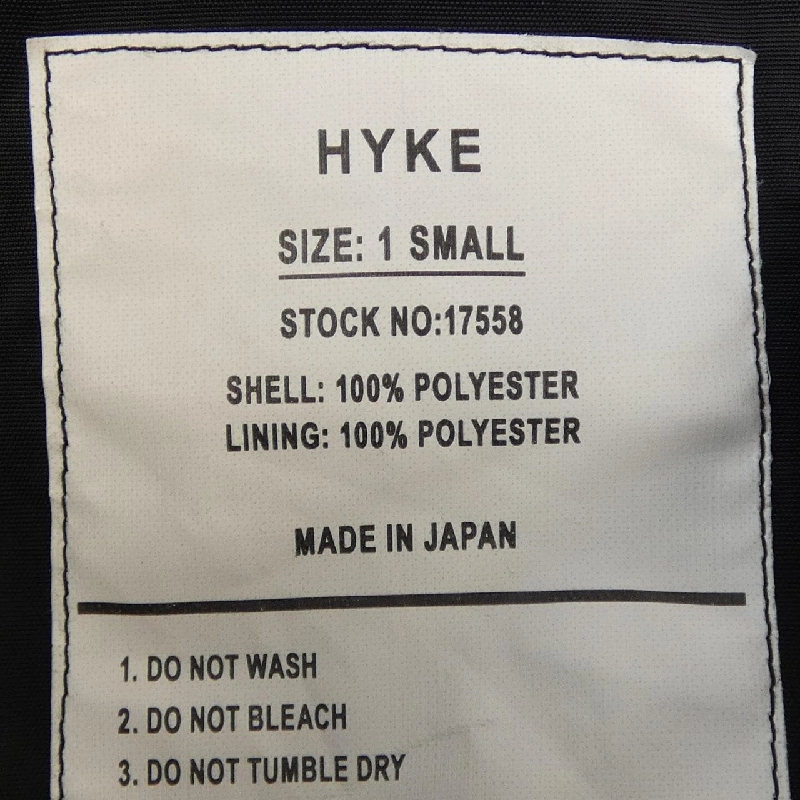 HYKE
SIZE: 1 SMALL
STOCK NO:17558
SHELL: 100% POLYESTER
LINING: 100% POLYESTER
MADE IN JAPAN
1. DO NOT WASH
2. DO NOT BLEACH
3. DO NOT TUMBLE DRY